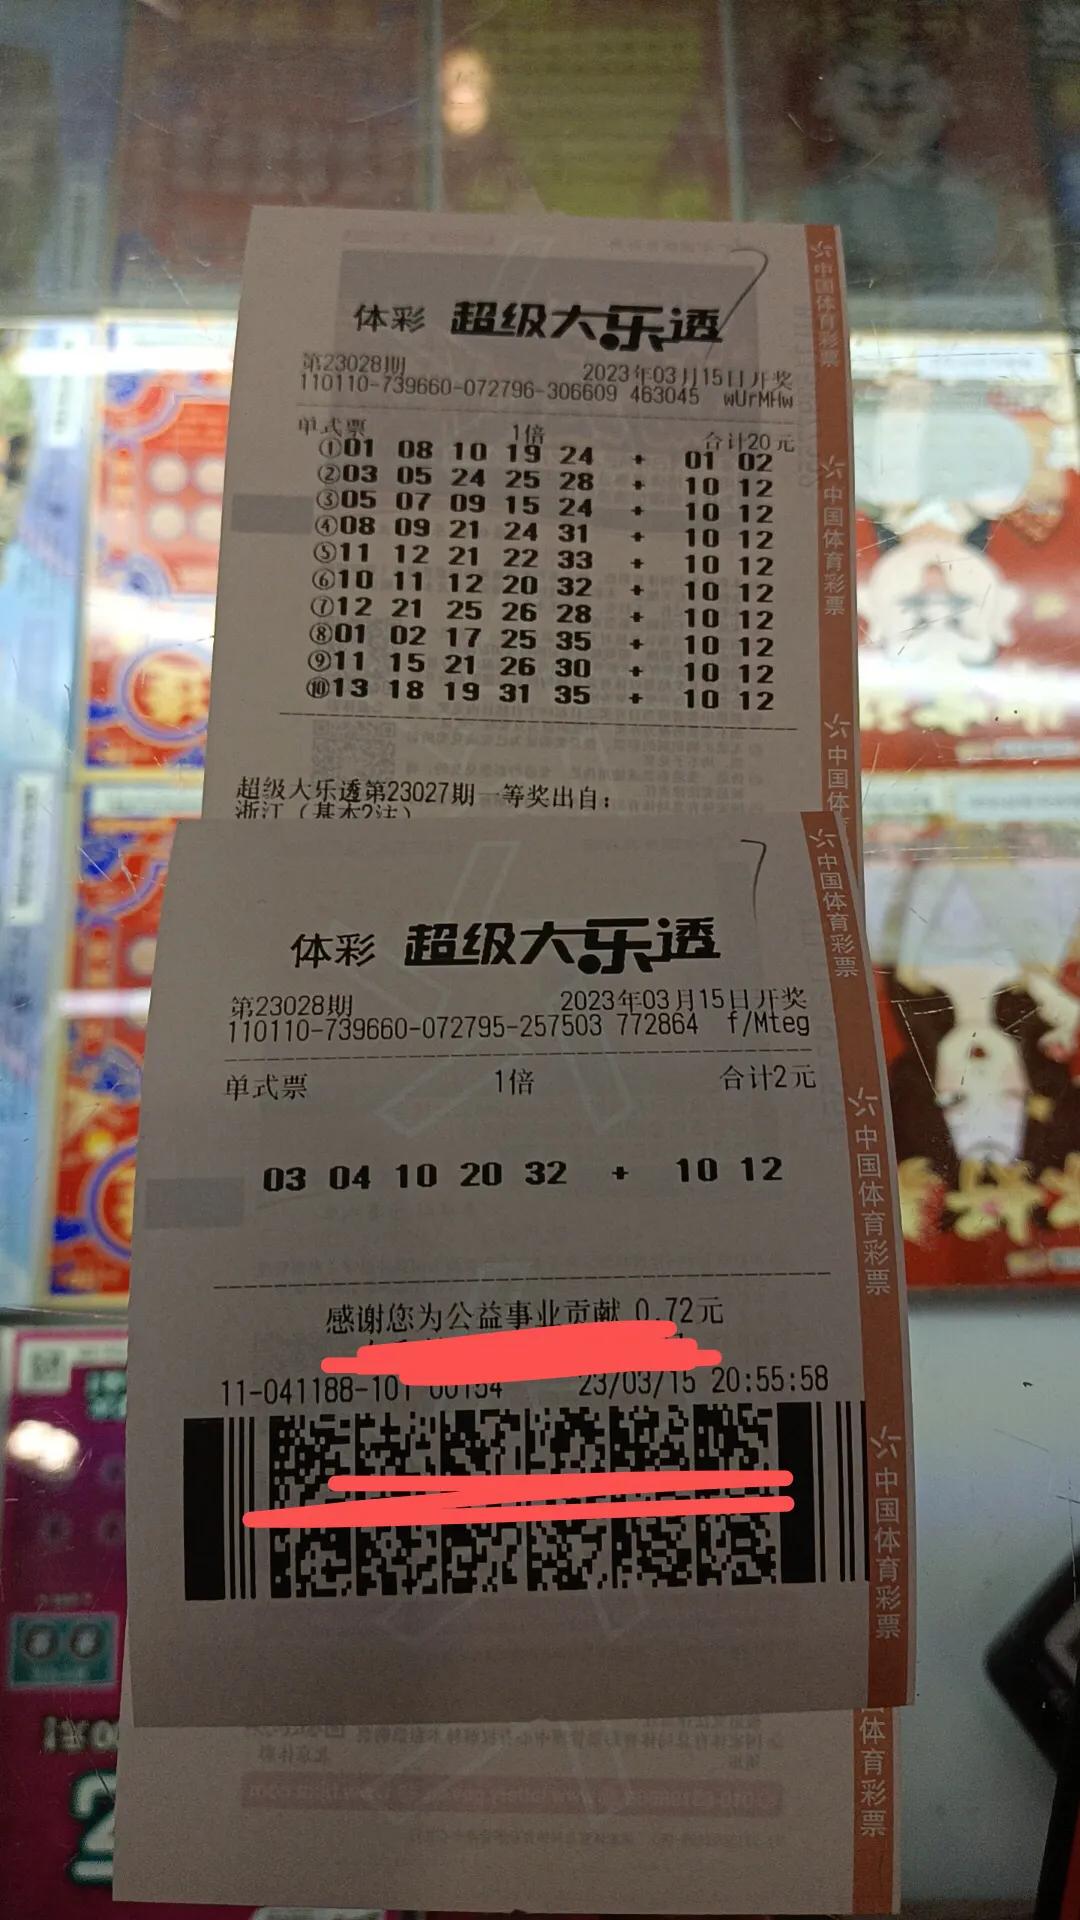 体彩 超级大乐透
第23028期 2023年03月15日开奖
110110-739660-072796-306609 463045 wUrMHw
单式票 1倍 合计20元
①01 08 10 19 24 + 01 02
②03 05 24 25 28 + 10 12
③05 07 09 15 24 + 10 12
④08 09 21 24 31 + 10 12
⑤11 12 21 22 33 + 10 12
⑥10 11 12 20 32 + 10 12
⑦12 21 25 26 28 + 10 12
⑧01 02 17 25 35 + 10 12
⑨11 15 21 26 30 + 10 12
⑩13 18 19 31 35 + 10 12
超级大乐透第23027期一等奖出自:
浙江(基本2注)
中国体育彩票
中国体育彩票
中国体
体彩 超级大乐透
第23028期 2023年03月15日开奖
110110-739660-072795-257503 772864 f/Mteg
单式票 1倍 合计2元
03 04 10 20 32 + 10 12
感谢您为公益事业贡献 0.72元
11-041188-101 00154 23/03/15 20:55:58
中国体育彩票
中国体育彩票
中国体育彩票
体育彩票